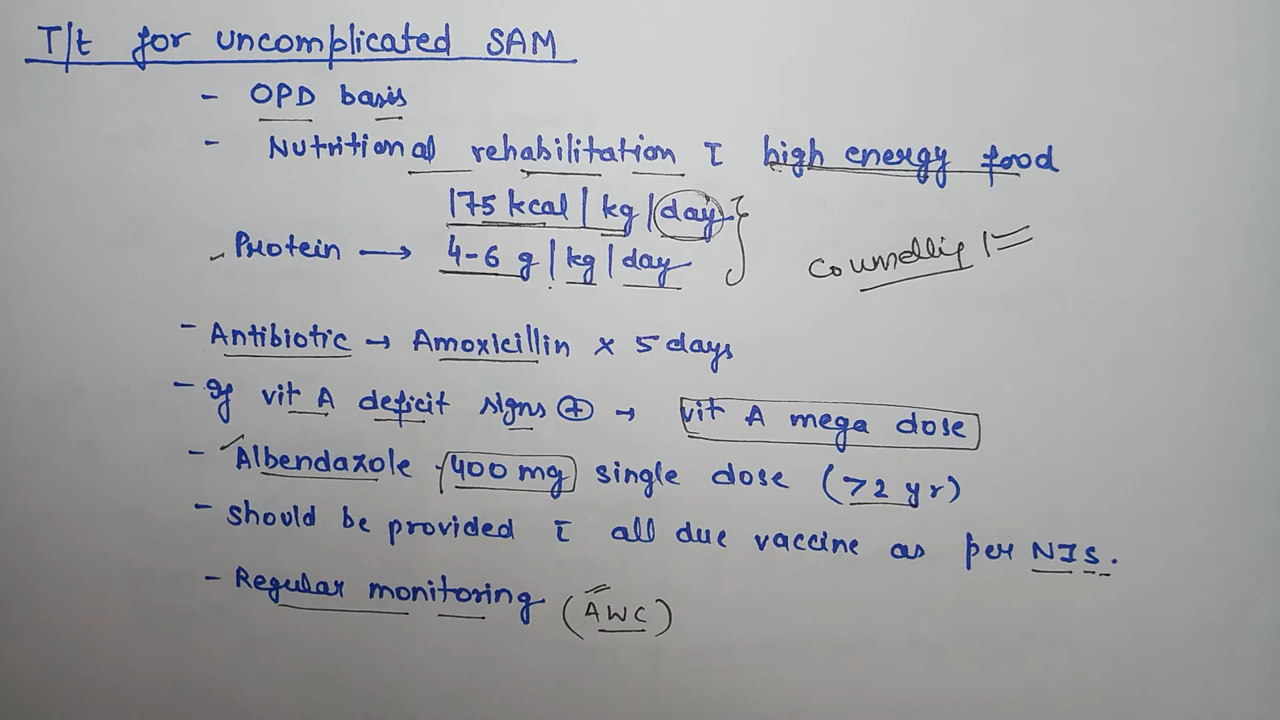 T/t for uncomplicated SAM
- OPD basis
- Nutritional rehabilitation c̄ high energy food
175 kcal | kg | day
Protein → 4-6 g | kg | day
- Antibiotic → Amoxicillin × 5 days
- If vit A deficit signs ⊕ → vit A mega dose
- Albendazole - 400 mg single dose (>2 yr)
- should be provided c̄ all due vaccine as per NIS.
- Regular monitoring (AWC)